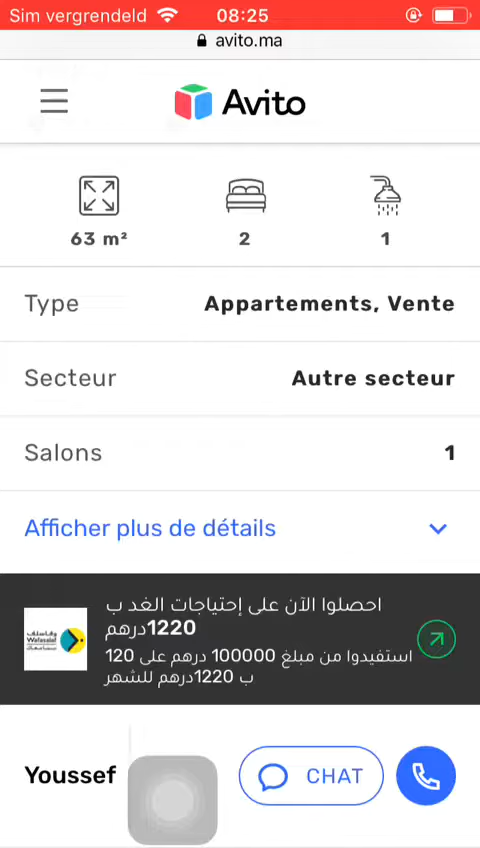 Sim vergrendeld 08:25
avito.ma
Avito
63 m² 2 1
Type Appartements, Vente
Secteur Autre secteur
Salons 1
Afficher plus de détails
احصلوا الآن على إحتياجات الغد ب
1220درهم
استفيدوا من مبلغ 100000 درهم على 120
ب 1220درهم للشهر
وفاسلف
Wafasalaf
Youssef CHAT